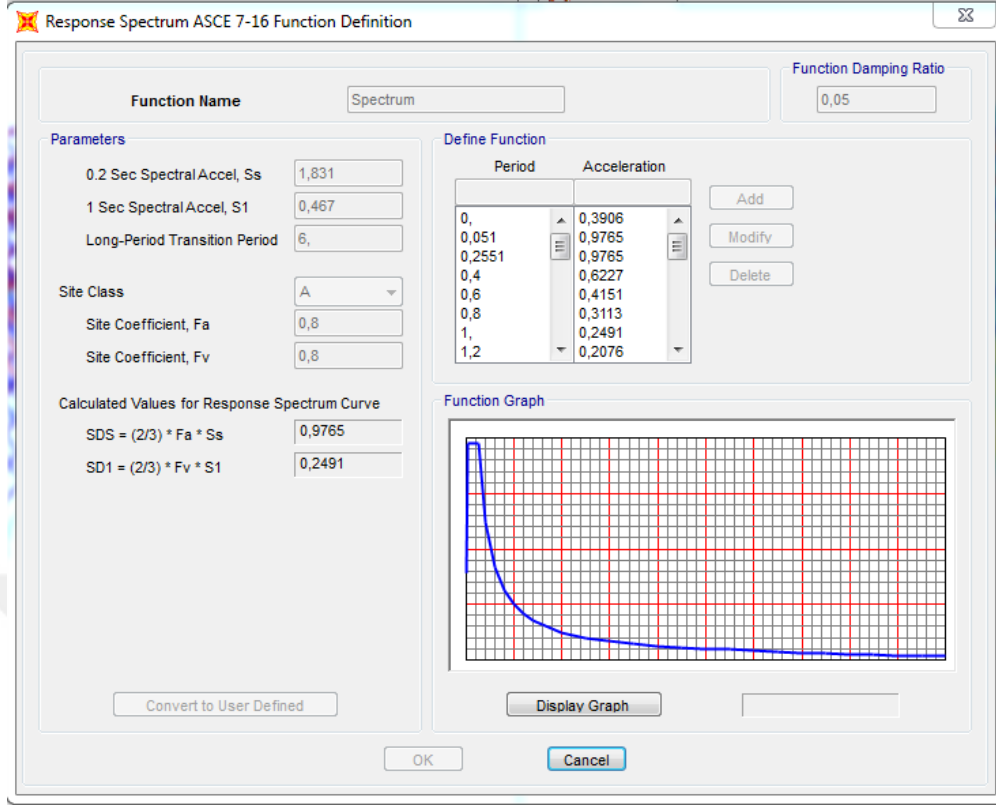 Response Spectrum ASCE 7-16 Function Definition
Function Damping Ratio
Function Name Spectrum 0,05
Parameters
0.2 Sec Spectral Accel, Ss 1,831
1 Sec Spectral Accel, S1 0,467
Long-Period Transition Period 6,
Site Class A
Site Coefficient, Fa 0,8
Site Coefficient, Fv 0,8
Calculated Values for Response Spectrum Curve
SDS = (2/3) * Fa * Ss 0,9765
SD1 = (2/3) * Fv * S1 0,2491
Convert to User Defined
Define Function
Period Acceleration
0, 0,3906
0,051 0,9765
0,2551 0,9765
0,4 0,6227
0,6 0,4151
0,8 0,3113
1, 0,2491
1,2 0,2076
Add
Modify
Delete
Function Graph
Display Graph
OK Cancel